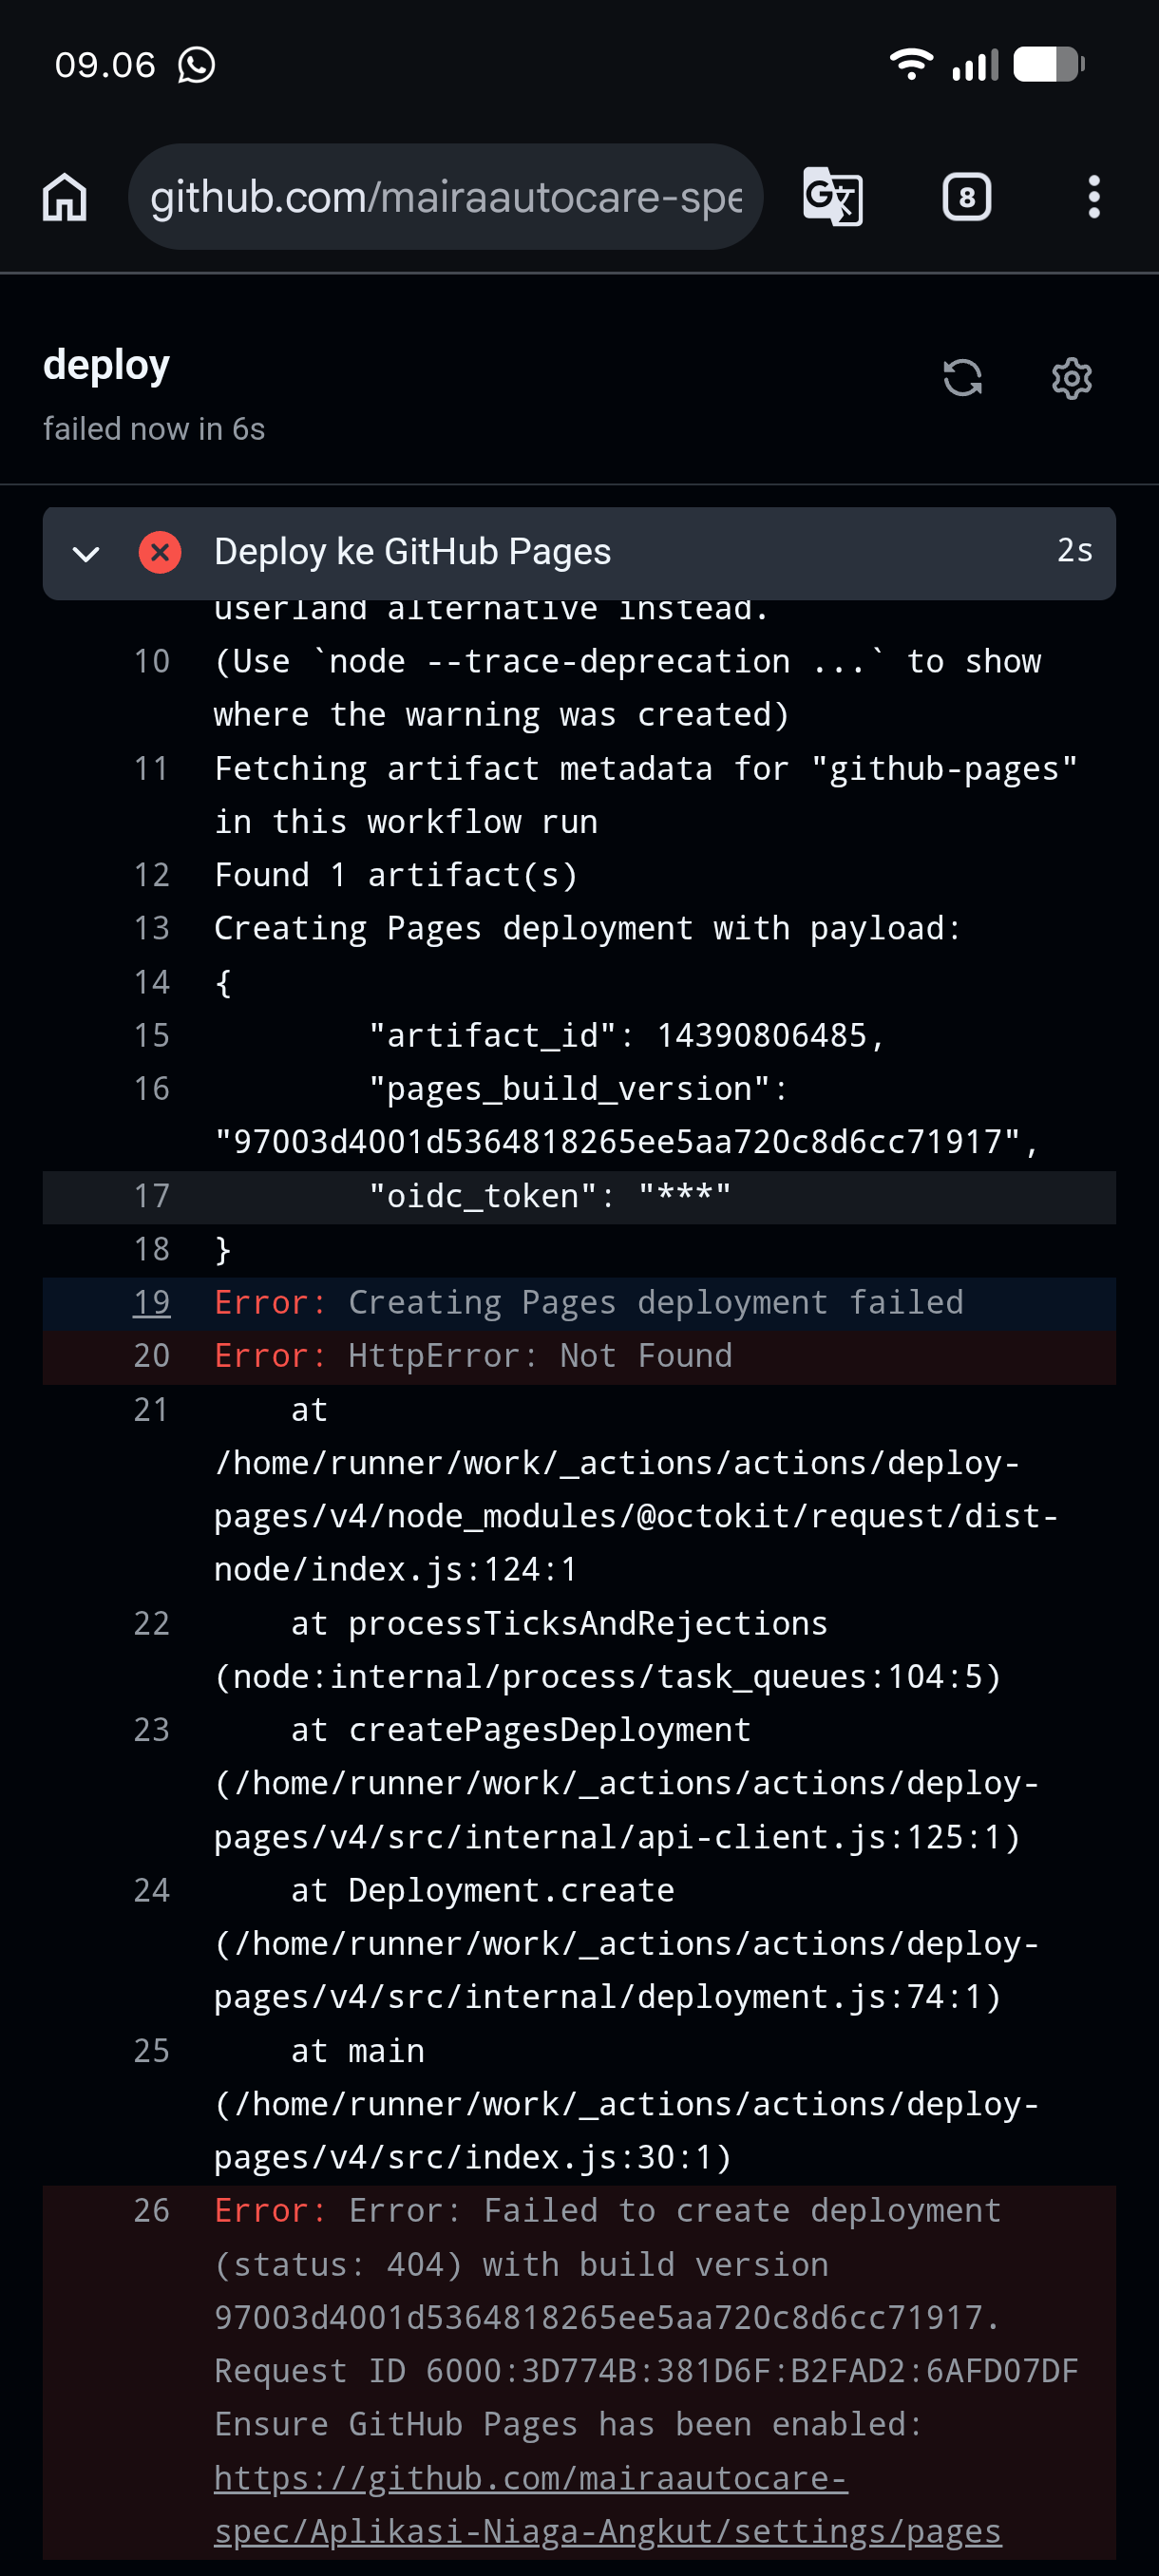 09.06
github.com/mairaautocare-spe
8
deploy
failed now in 6s
Deploy ke GitHub Pages 2s
userland alternative instead.
10 (Use `node --trace-deprecation ...` to show
where the warning was created)
11 Fetching artifact metadata for "github-pages"
in this workflow run
12 Found 1 artifact(s)
13 Creating Pages deployment with payload:
14 {
15 "artifact_id": 14390806485,
16 "pages_build_version":
"97003d4001d5364818265ee5aa720c8d6cc71917",
17 "oidc_token": "***"
18 }
19 Error: Creating Pages deployment failed
20 Error: HttpError: Not Found
21 at
/home/runner/work/_actions/actions/deploy-
pages/v4/node_modules/@octokit/request/dist-
node/index.js:124:1
22 at processTicksAndRejections
(node:internal/process/task_queues:104:5)
23 at createPagesDeployment
(/home/runner/work/_actions/actions/deploy-
pages/v4/src/internal/api-client.js:125:1)
24 at Deployment.create
(/home/runner/work/_actions/actions/deploy-
pages/v4/src/internal/deployment.js:74:1)
25 at main
(/home/runner/work/_actions/actions/deploy-
pages/v4/src/index.js:30:1)
26 Error: Error: Failed to create deployment
(status: 404) with build version
97003d4001d5364818265ee5aa720c8d6cc71917.
Request ID 6000:3D774B:381D6F:B2FAD2:6AFD07DF
Ensure GitHub Pages has been enabled:
https://github.com/mairaautocare-
spec/Aplikasi-Niaga-Angkut/settings/pages